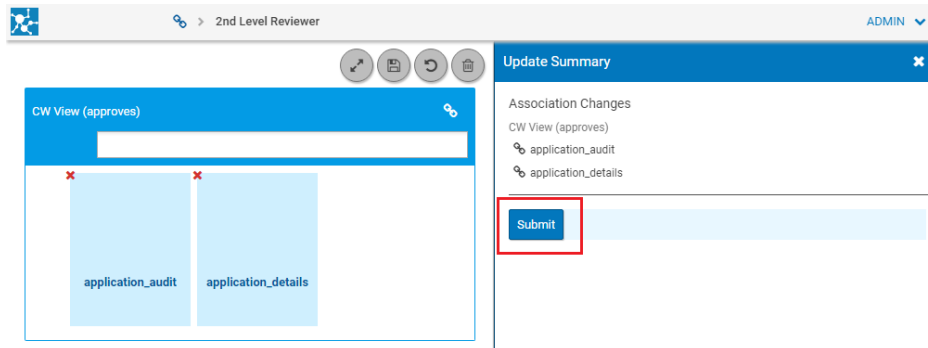 > 2nd Level Reviewer
ADMIN
CW View (approves)
application_audit
application_details
Update Summary
Association Changes
CW View (approves)
application_audit
application_details
Submit